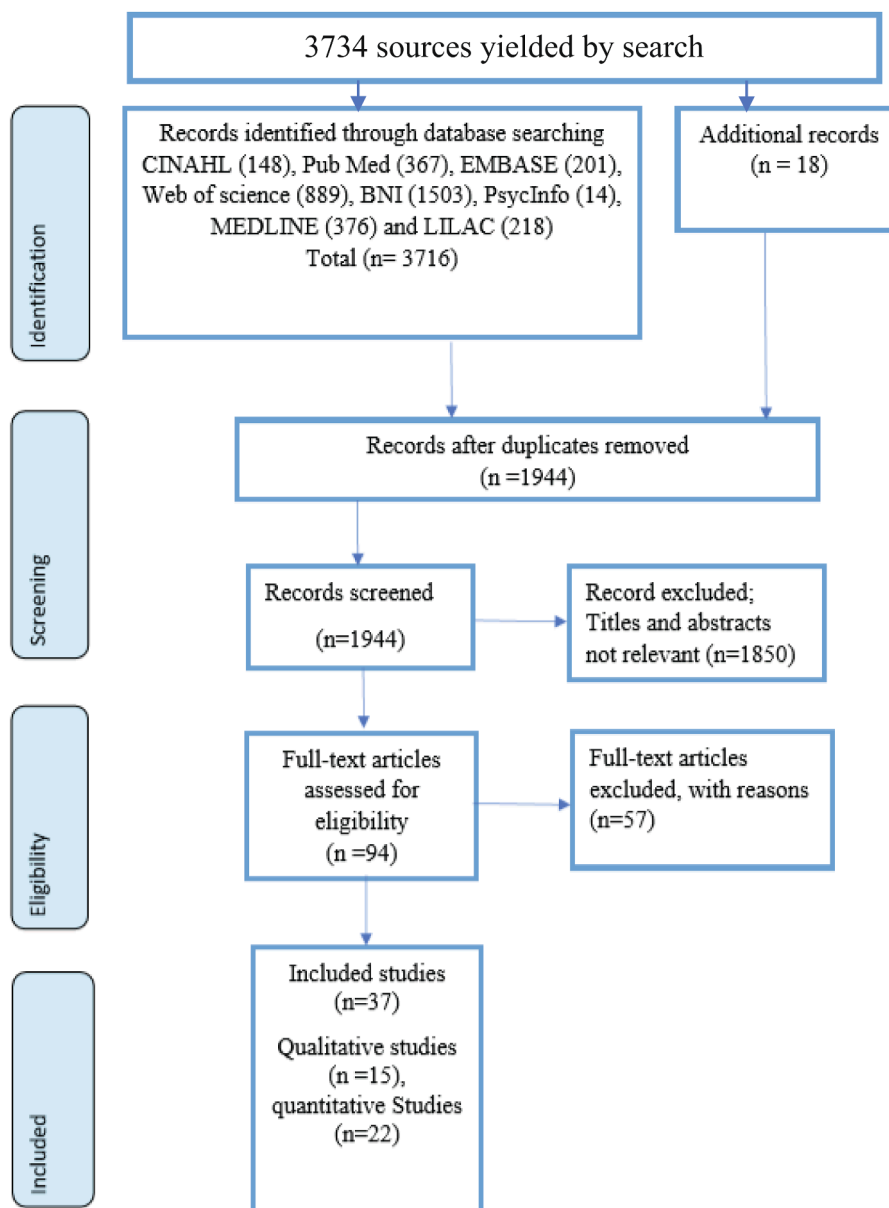 3734 sources yielded by search
Identification
Records identified through database searching
CINAHL (148), Pub Med (367), EMBASE (201),
Web of science (889), BNI (1503), PsycInfo (14),
MEDLINE (376) and LILAC (218)
Total (n= 3716)
Additional records
(n = 18)
Screening
Records after duplicates removed
(n =1944)
Records screened
(n=1944)
Record excluded;
Titles and abstracts
not relevant (n=1850)
Eligibility
Full-text articles
assessed for
eligibility
(n =94)
Full-text articles
excluded, with reasons
(n=57)
Included
Included studies
(n=37)
Qualitative studies
(n =15),
quantitative Studies
(n=22)